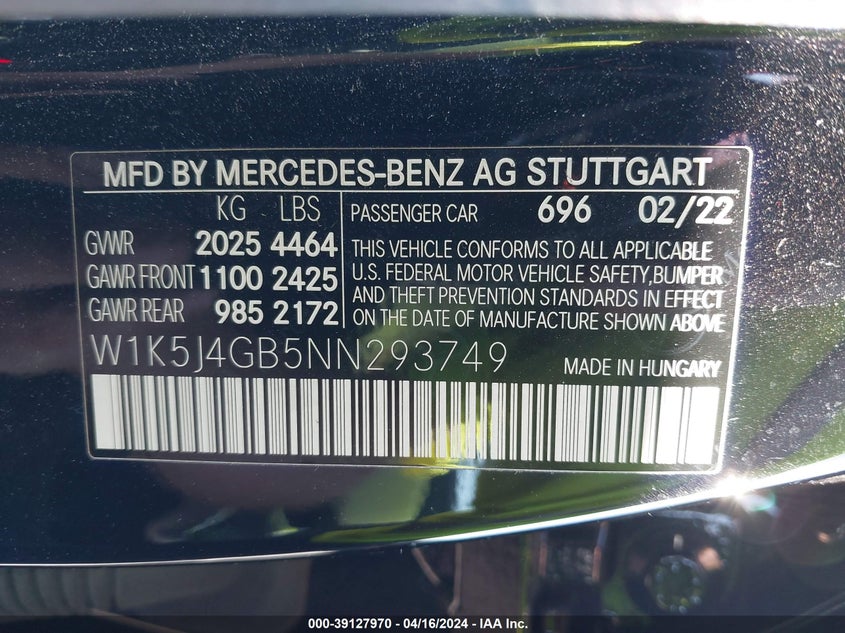 MFD BY MERCEDES-BENZ AG STUTTGART
KG LBS
GVWR 2025 4464
GAWR FRONT 1100 2425
GAWR REAR 985 2172
PASSENGER CAR 696 02/22
THIS VEHICLE CONFORMS TO ALL APPLICABLE
U.S. FEDERAL MOTOR VEHICLE SAFETY, BUMPER
AND THEFT PREVENTION STANDARDS IN EFFECT
ON THE DATE OF MANUFACTURE SHOWN ABOVE
W1K5J4GB5NN293749
MADE IN HUNGARY
000-39127970 - 04/16/2024 - IAA Inc.